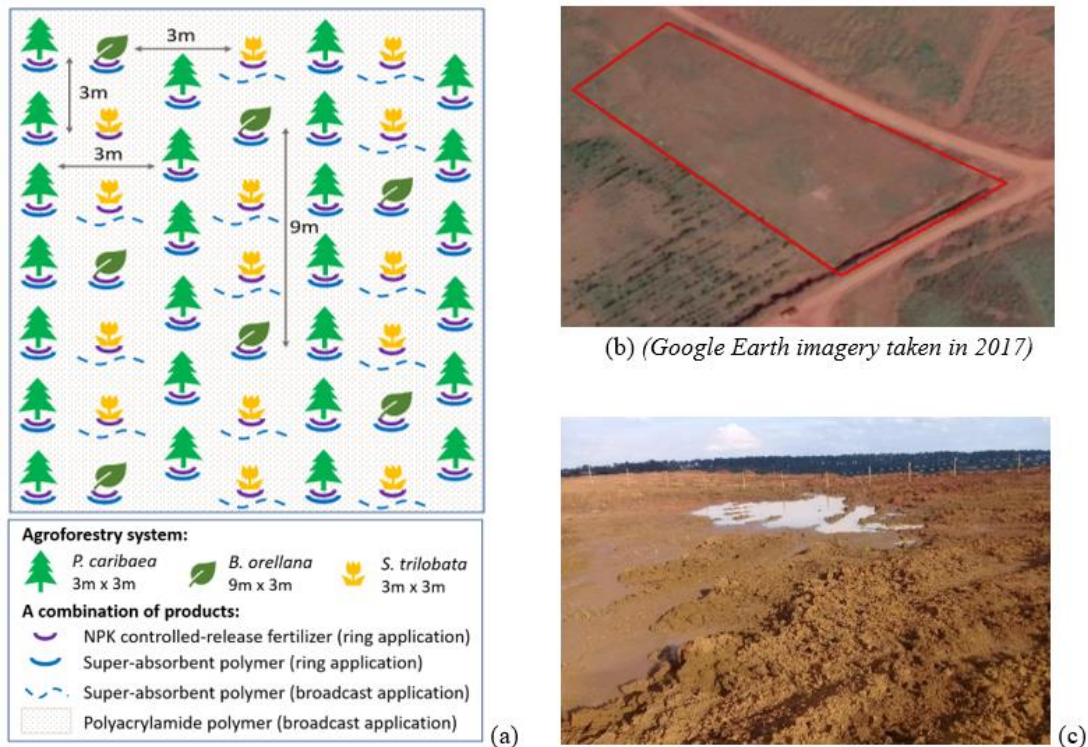 3m
3m
3m
9m
Agroforestry system:
P. caribaea
3m x 3m
B. orellana
9m x 3m
S. trilobata
3m x 3m
A combination of products:
NPK controlled-release fertilizer (ring application)
Super-absorbent polymer (ring application)
Super-absorbent polymer (broadcast application)
Polyacrylamide polymer (broadcast application)
(a)
(b) (Google Earth imagery taken in 2017)
(c)